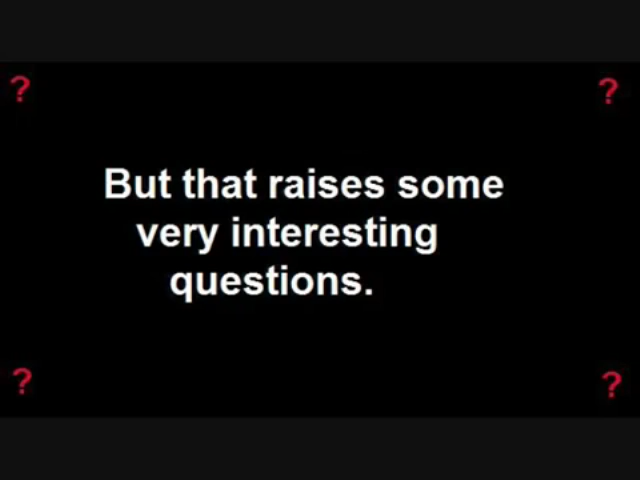 ? ?
But that raises some
very interesting
questions.
? ?